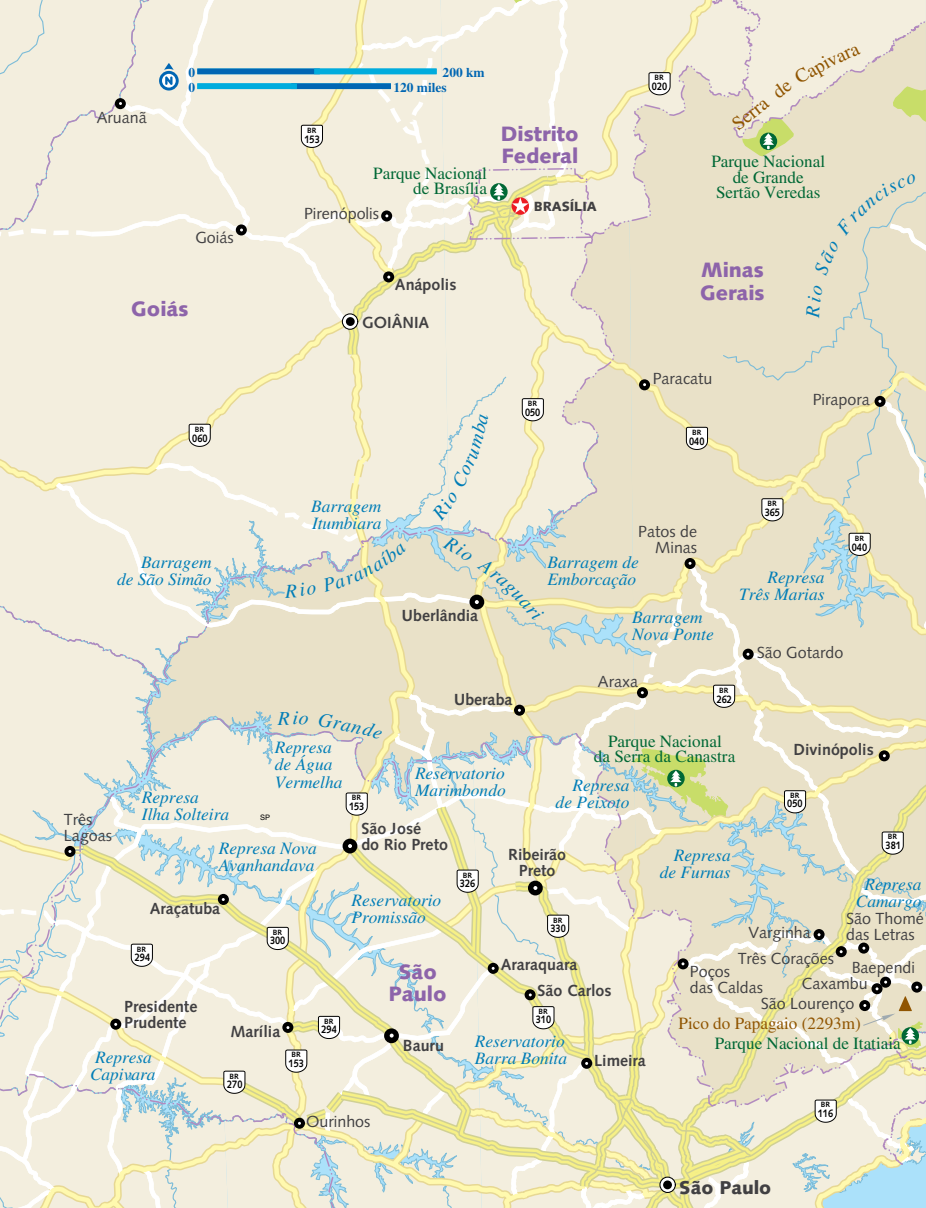 0 200 km
N
0 120 miles
BR
020
Serra de Capivara
Aruanã
BR
153
Distrito
Federal
Parque Nacional
de Brasília
Parque Nacional
de Grande
Sertão Veredas
BRASÍLIA
Pirenópolis
Goiás
Rio São Francisco
Minas
Gerais
Anápolis
Goiás
GOIÂNIA
Paracatu
Pirapora
BR
050
BR
060
BR
040
Rio Corumba
Barragem
Itumbiara
BR
365
Patos de
Minas
BR
040
Barragem
de São Simão
Rio Paranaíba
Rio Araguari
Barragem de
Emborcação
Represa
Três Marias
Uberlândia
Barragem
Nova Ponte
São Gotardo
Araxa
BR
262
Uberaba
Rio Grande
Represa
de Água
Vermelha
Parque Nacional
da Serra da Canastra
Divinópolis
Reservatorio
Marimbondo
Represa
de Peixoto
Represa
Ilha Solteira
BR
153
BR
050
SP
Três
Lagoas
São José
do Rio Preto
BR
381
Represa Nova
Avanhandava
Ribeirão
Preto
Represa
de Furnas
BR
326
Represa
Camargo
Araçatuba
Reservatorio
Promissão
São Thomé
das Letras
BR
330
Varginha
BR
300
BR
294
Três Corações
São
Paulo
Araraquara
Poços
das Caldas
Baependi
Caxambu
São Carlos
São Lourenço
Presidente
Prudente
BR
310
Pico do Papagaio (2293m)
Marília
BR
294
Bauru
Reservatorio
Barra Bonita
Parque Nacional de Itatiaia
Represa
Capivara
BR
153
Limeira
BR
270
BR
116
Ourinhos
São Paulo